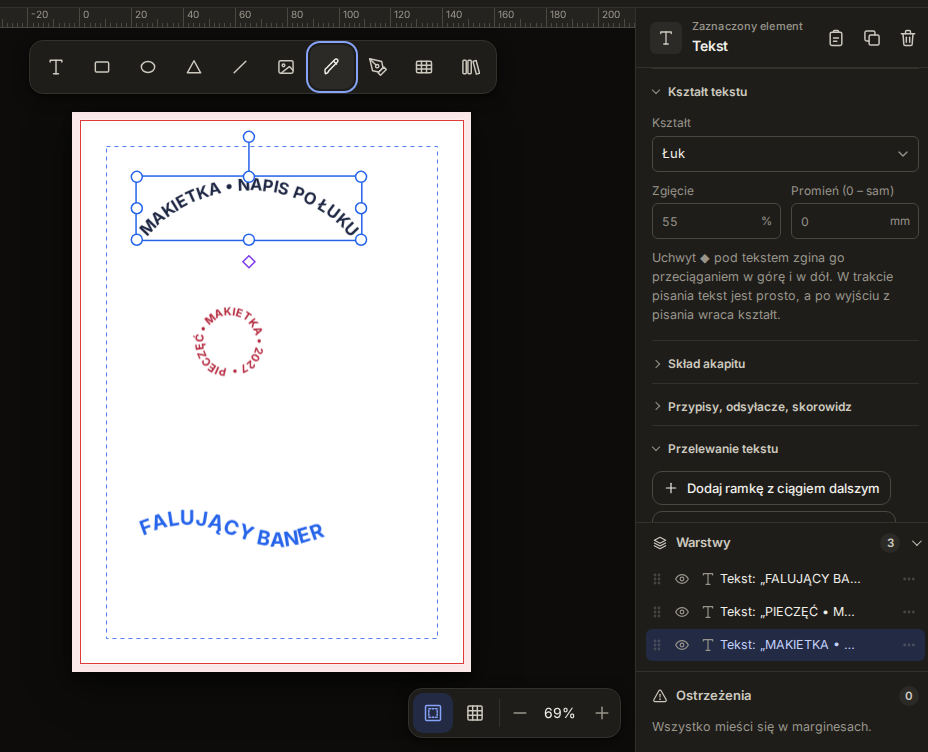 -20 0 20 40 60 80 100 120 140 160 180 200
Zaznaczony element
Tekst
Kształt tekstu
Kształt
Łuk
Zgięcie
Promień (0 – sam)
55 %
0 mm
Uchwyt ◆ pod tekstem zgina go
przeciąganiem w górę i w dół. W trakcie
pisania tekst jest prosto, a po wyjściu z
pisania wraca kształt.
Skład akapitu
Przypisy, odsyłacze, skorowidz
Przelewanie tekstu
Dodaj ramkę z ciągiem dalszym
Warstwy
3
Tekst: „FALUJĄCY BA...
Tekst: „PIECZĘĆ • M...
Tekst: „MAKIETKA • ...
Ostrzeżenia
0
Wszystko mieści się w marginesach.
MAKIETKA • NAPIS PO ŁUKU
PIECZĘĆ • MAKIETKA • 2027 •
FALUJĄCY BANER
69%